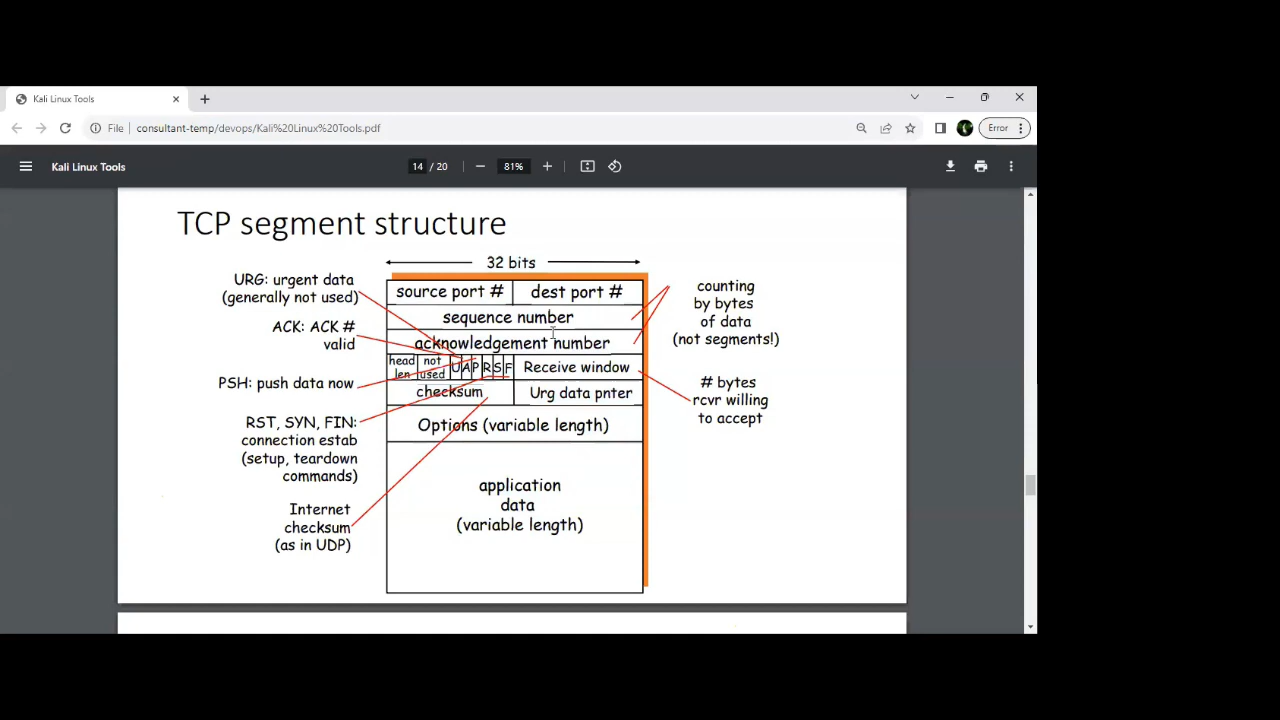 Kali Linux Tools
File
consultant-temp/devops/Kali%20Linux%20Tools.pdf
Error
Kali Linux Tools
14 / 20
81%
TCP segment structure
32 bits
URG: urgent data
(generally not used)
ACK: ACK #
valid
PSH: push data now
RST, SYN, FIN:
connection estab
(setup, teardown
commands)
Internet
checksum
(as in UDP)
source port #
dest port #
sequence number
acknowledgement number
head
len
not
used
U A P R S F
Receive window
checksum
Urg data pnter
Options (variable length)
application
data
(variable length)
counting
by bytes
of data
(not segments!)
# bytes
rcvr willing
to accept